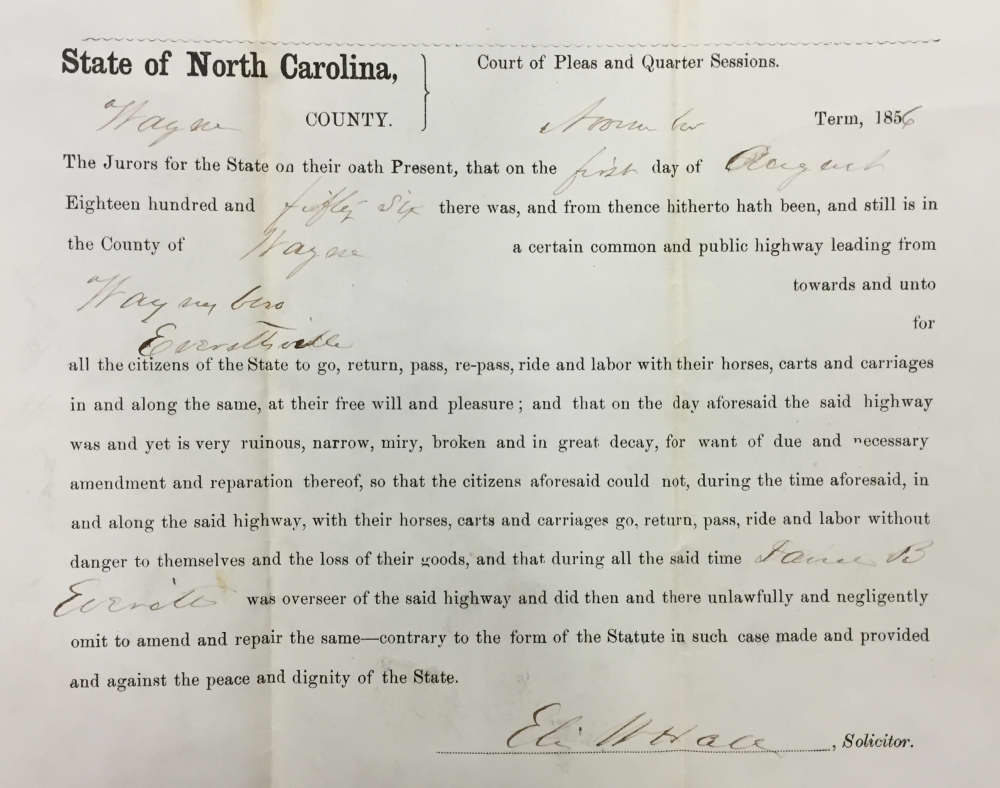 State of North Carolina, Court of Pleas and Quarter Sessions.
Wayne COUNTY. November Term, 1856
The Jurors for the State on their oath Present, that on the first day of August
Eighteen hundred and fifty six there was, and from thence hitherto hath been, and still is in
the County of Wayne a certain common and public highway leading from
Waynesboro towards and unto
Everettsville for
all the citizens of the State to go, return, pass, re-pass, ride and labor with their horses, carts and carriages
in and along the same, at their free will and pleasure; and that on the day aforesaid the said highway
was and yet is very ruinous, narrow, miry, broken and in great decay, for want of due and necessary
amendment and reparation thereof, so that the citizens aforesaid could not, during the time aforesaid, in
and along the said highway, with their horses, carts and carriages go, return, pass, ride and labor without
danger to themselves and the loss of their goods, and that during all the said time James B
Everett was overseer of the said highway and did then and there unlawfully and negligently
omit to amend and repair the same—contrary to the form of the Statute in such case made and provided
and against the peace and dignity of the State.
Eli W Hall, Solicitor.